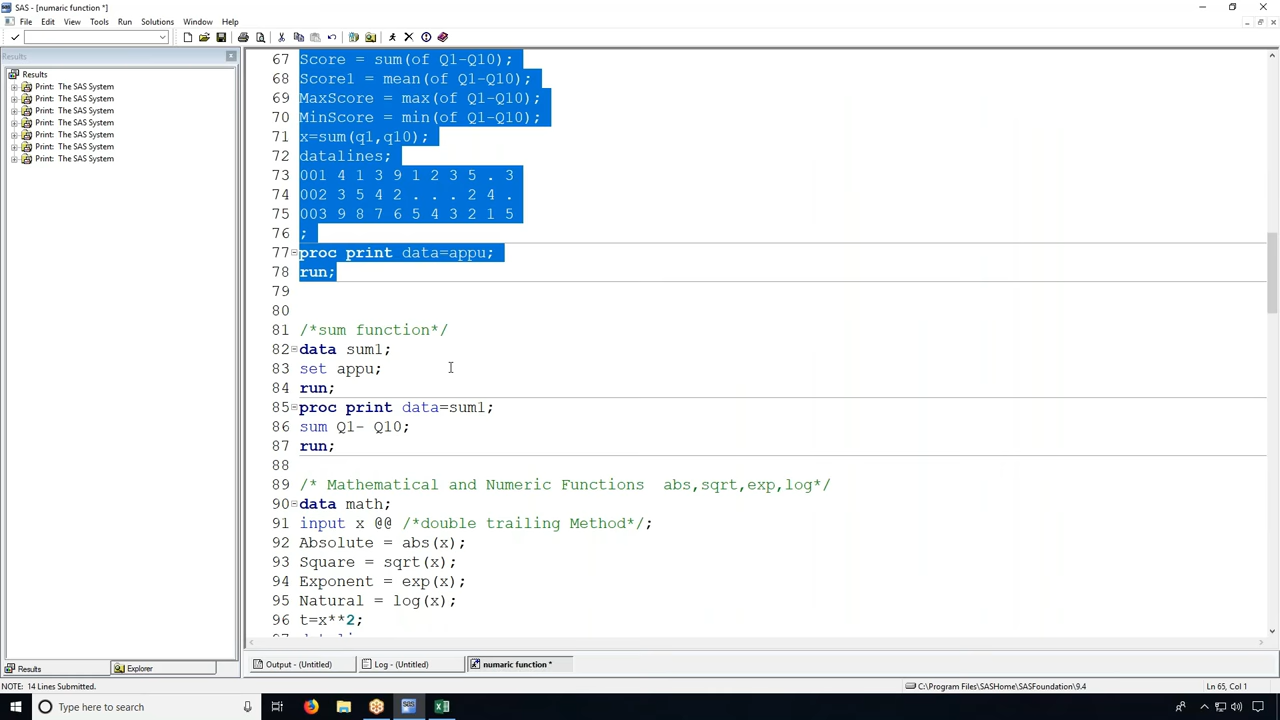 SAS - [numaric function *]
File Edit View Tools Run Solutions Window Help
Results
Results
Print: The SAS System
Print: The SAS System
Print: The SAS System
Print: The SAS System
Print: The SAS System
Print: The SAS System
Print: The SAS System
67 Score = sum(of Q1-Q10);
68 Score1 = mean(of Q1-Q10);
69 MaxScore = max(of Q1-Q10);
70 MinScore = min(of Q1-Q10);
71 x=sum(q1,q10);
72 datalines;
73 001 4 1 3 9 1 2 3 5 . 3
74 002 3 5 4 2 . . . 2 4 .
75 003 9 8 7 6 5 4 3 2 1 5
76 ;
77 proc print data=appu;
78 run;
79
80
81 /*sum function*/
82 data sum1;
83 set appu;
84 run;
85 proc print data=sum1;
86 sum Q1- Q10;
87 run;
88
89 /* Mathematical and Numeric Functions  abs,sqrt,exp,log*/
90 data math;
91 input x @@ /*double trailing Method*/;
92 Absolute = abs(x);
93 Square = sqrt(x);
94 Exponent = exp(x);
95 Natural = log(x);
96 t=x**2;
Results Explorer
Output - (Untitled) Log - (Untitled) numaric function *
NOTE: 14 Lines Submitted.
C:\Program Files\SASHome\SASFoundation\9.4
Ln 65, Col 1
Type here to search